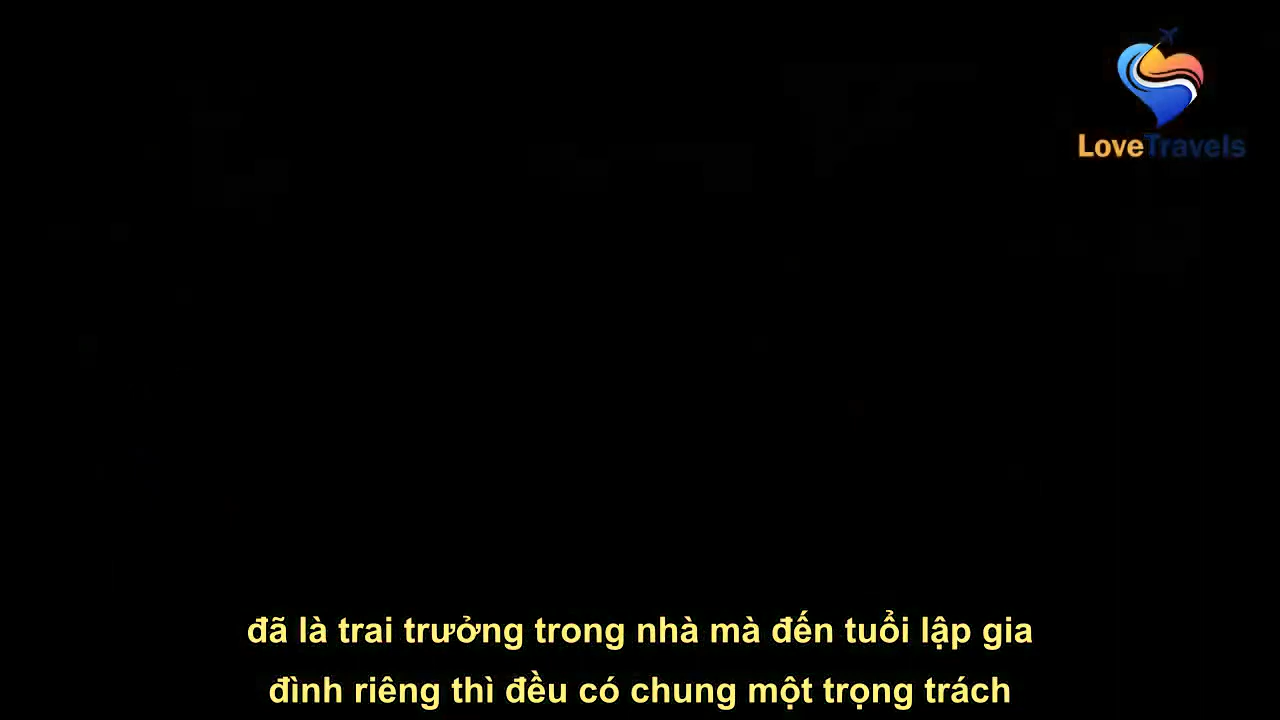 LoveTravels
đã là trai trưởng trong nhà mà đến tuổi lập gia
đình riêng thì đều có chung một trọng trách